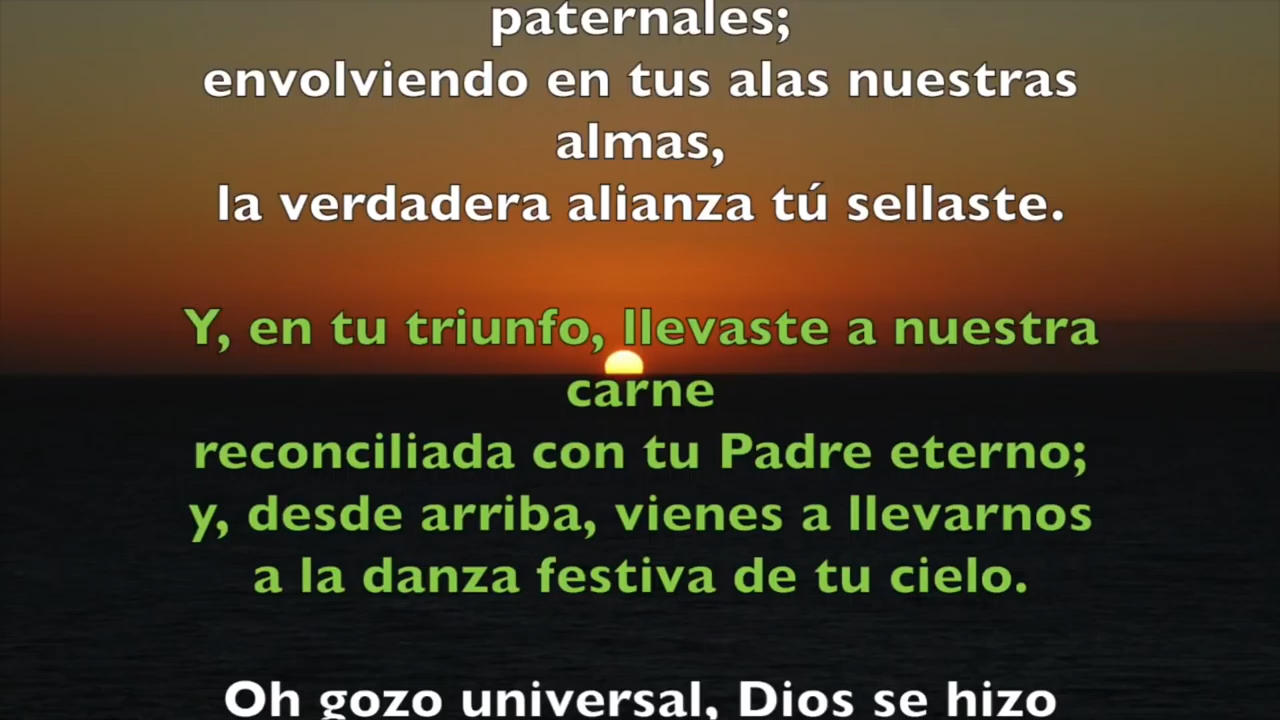 paternales;
envolviendo en tus alas nuestras
almas,
la verdadera alianza tú sellaste.
Y, en tu triunfo, llevaste a nuestra
carne
reconciliada con tu Padre eterno;
y, desde arriba, vienes a llevarnos
a la danza festiva de tu cielo.
Oh gozo universal, Dios se hizo